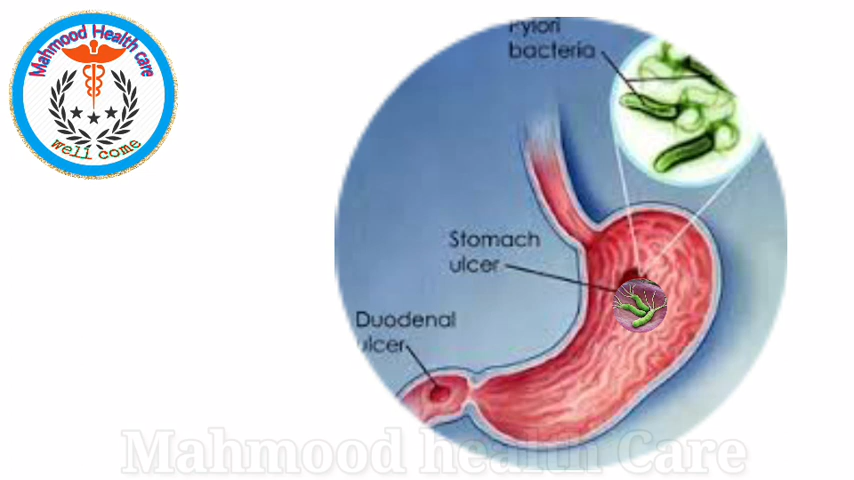 Mahmood Health care
well come
Pylori
bacteria
Stomach
ulcer
Duodenal
ulcer
Mahmood health Care